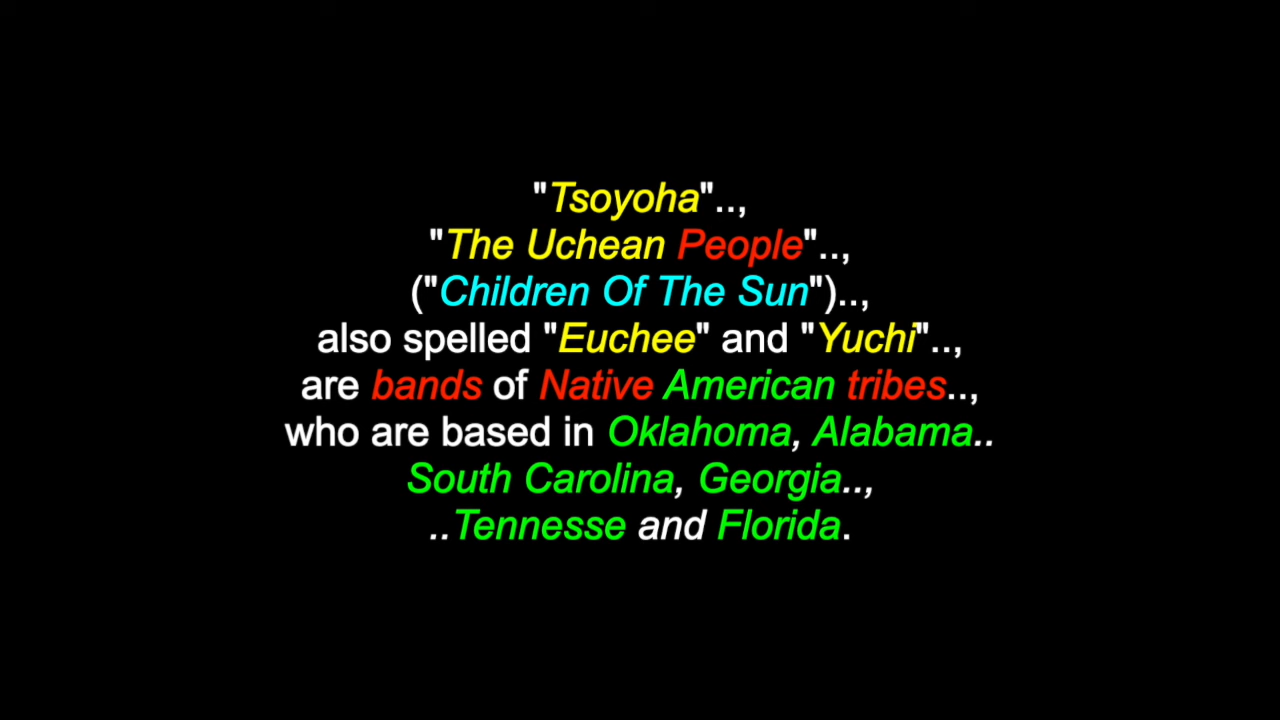 "Tsoyoha"..,
"The Uchean People"..,
("Children Of The Sun")..,
also spelled "Euchee" and "Yuchi"..,
are bands of Native American tribes..,
who are based in Oklahoma, Alabama..
South Carolina, Georgia..,
..Tennesse and Florida.